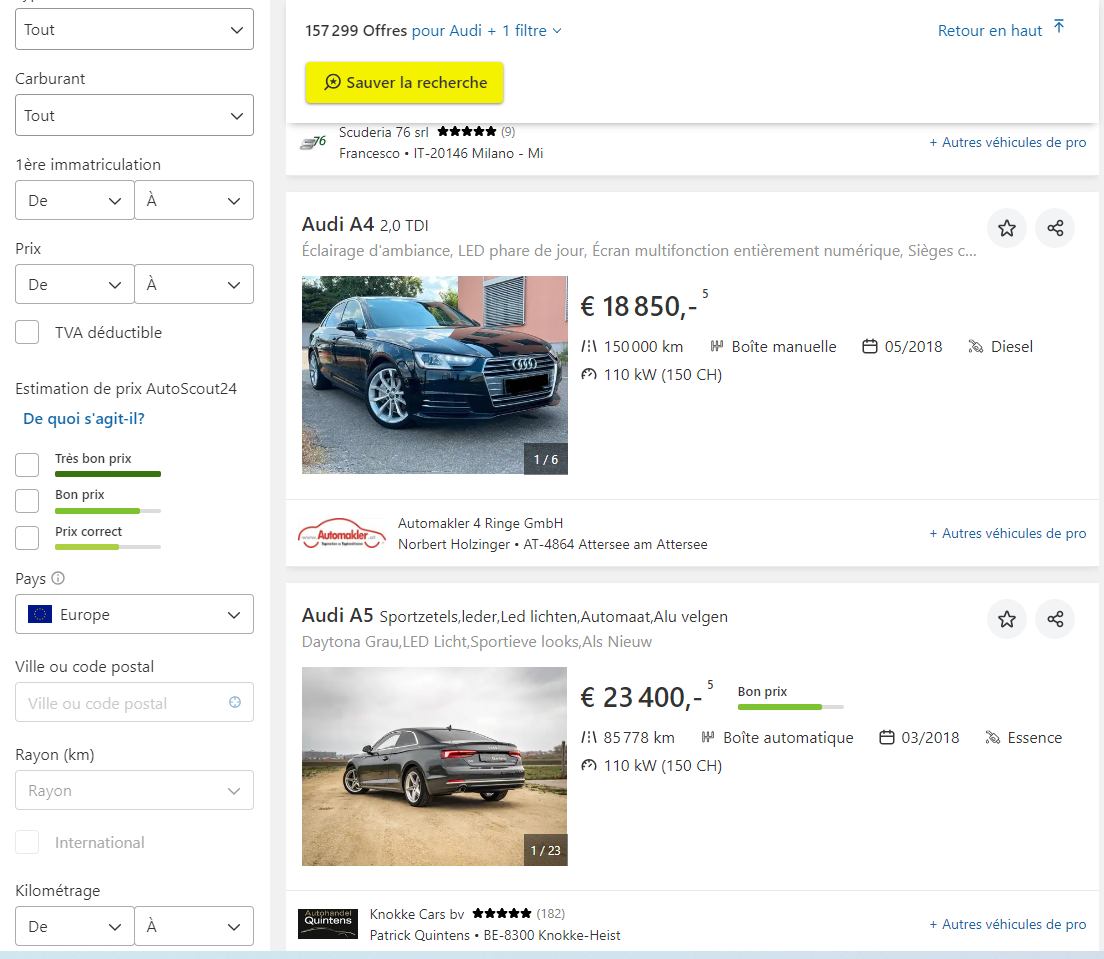 Tout
Carburant
Tout
1ère immatriculation
De
À
Prix
De
À
TVA déductible
Estimation de prix AutoScout24
De quoi s'agit-il?
Très bon prix
Bon prix
Prix correct
Pays
Europe
Ville ou code postal
Ville ou code postal
Rayon (km)
Rayon
International
Kilométrage
De
À
157 299 Offres pour Audi + 1 filtre
Retour en haut
Sauver la recherche
76
Scuderia 76 srl (9)
Francesco • IT-20146 Milano - Mi
+ Autres véhicules de pro
Audi A4 2,0 TDI
Éclairage d'ambiance, LED phare de jour, Écran multifonction entièrement numérique, Sièges c...
1 / 6
€ 18 850,- 5
150 000 km
Boîte manuelle
05/2018
Diesel
110 kW (150 CH)
Automakler
Automakler 4 Ringe GmbH
Norbert Holzinger • AT-4864 Attersee am Attersee
+ Autres véhicules de pro
Audi A5 Sportzetels,leder,Led lichten,Automaat,Alu velgen
Daytona Grau,LED Licht,Sportieve looks,Als Nieuw
1 / 23
€ 23 400,- 5
Bon prix
85 778 km
Boîte automatique
03/2018
Essence
110 kW (150 CH)
Autohandel
Quintens
Knokke Cars bv (182)
Patrick Quintens • BE-8300 Knokke-Heist
+ Autres véhicules de pro